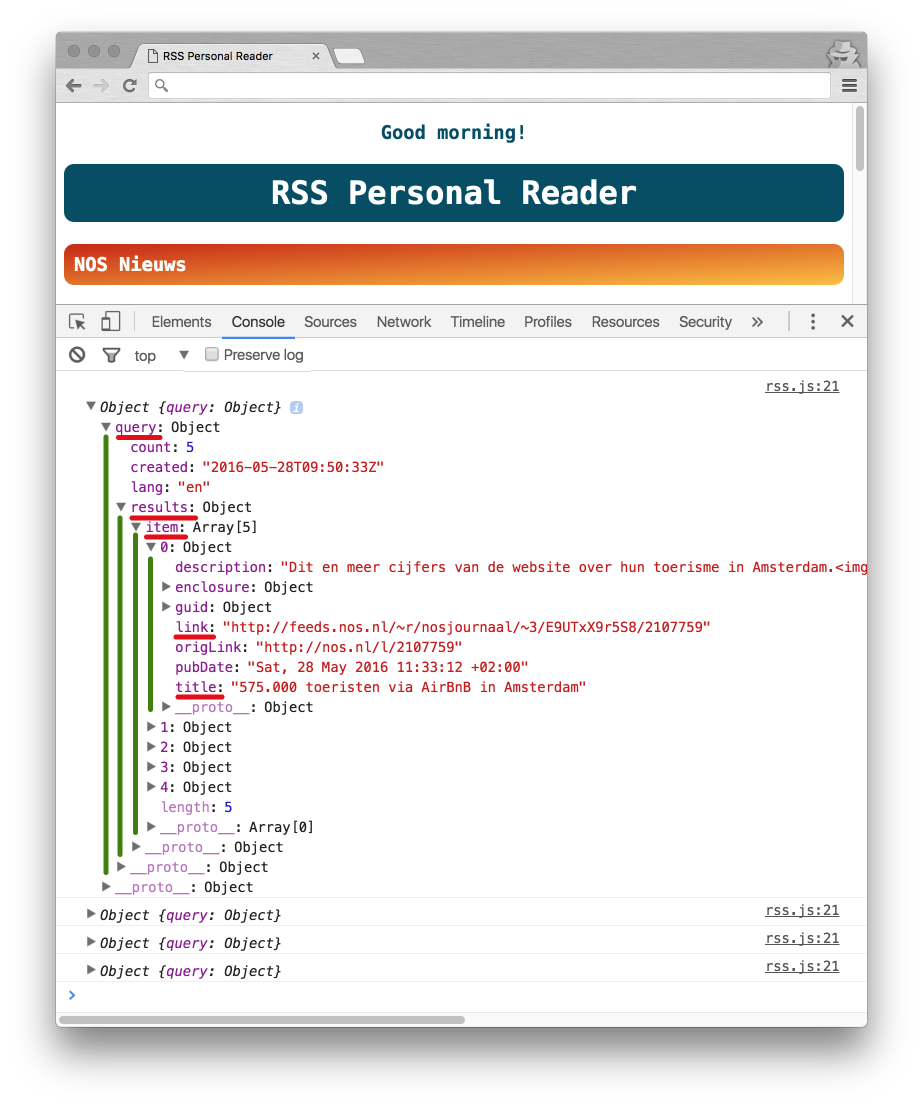 RSS Personal Reader
Good morning!
RSS Personal Reader
NOS Nieuws
Elements Console Sources Network Timeline Profiles Resources Security »
top Preserve log
rss.js:21
Object {query: Object}
query: Object
count: 5
created: "2016-05-28T09:50:33Z"
lang: "en"
results: Object
item: Array[5]
0: Object
description: "Dit en meer cijfers van de website over hun toerisme in Amsterdam.<img
enclosure: Object
guid: Object
link: "http://feeds.nos.nl/~r/nosjournaal/~3/E9UTxX9r5S8/2107759"
origLink: "http://nos.nl/l/2107759"
pubDate: "Sat, 28 May 2016 11:33:12 +02:00"
title: "575.000 toeristen via AirBnB in Amsterdam"
__proto__: Object
1: Object
2: Object
3: Object
4: Object
length: 5
__proto__: Array[0]
__proto__: Object
__proto__: Object
__proto__: Object
Object {query: Object} rss.js:21
Object {query: Object} rss.js:21
Object {query: Object} rss.js:21